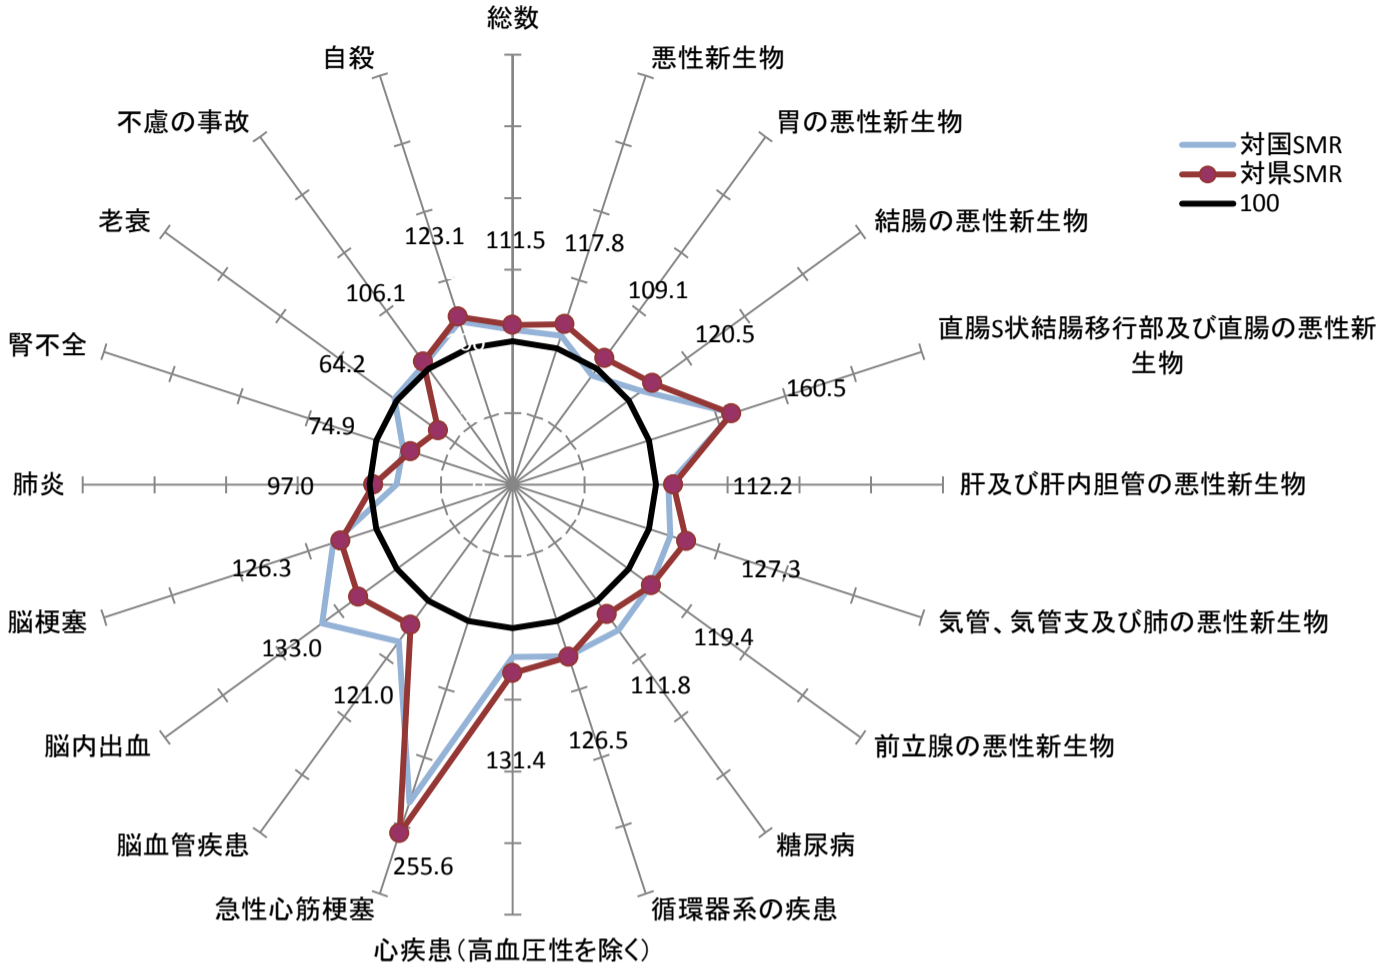 総数
自殺
悪性新生物
不慮の事故
胃の悪性新生物
対国SMR
対県SMR
100
老衰
結腸の悪性新生物
123.1
111.5
117.8
106.1
109.1
120.5
直腸S状結腸移行部及び直腸の悪性新
生物
腎不全
64.2
160.5
74.9
肺炎
97.0
112.2
肝及び肝内胆管の悪性新生物
126.3
127.3
脳梗塞
気管、気管支及び肺の悪性新生物
133.0
119.4
121.0
111.8
脳内出血
126.5
前立腺の悪性新生物
131.4
脳血管疾患
糖尿病
255.6
急性心筋梗塞
循環器系の疾患
心疾患(高血圧性を除く)